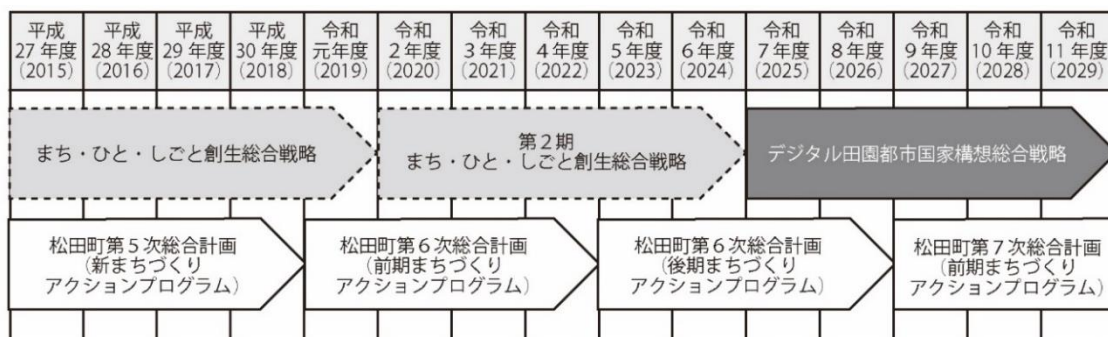 平成
27年度
(2015)
平成
28年度
(2016)
平成
29年度
(2017)
平成
30年度
(2018)
令和
元年度
(2019)
令和
2年度
(2020)
令和
3年度
(2021)
令和
4年度
(2022)
令和
5年度
(2023)
令和
6年度
(2024)
令和
7年度
(2025)
令和
8年度
(2026)
令和
9年度
(2027)
令和
10年度
(2028)
令和
11年度
(2029)
まち・ひと・しごと創生総合戦略
第2期
まち・ひと・しごと創生総合戦略
デジタル田園都市国家構想総合戦略
松田町第5次総合計画
(新まちづくり
アクションプログラム)
松田町第6次総合計画
(前期まちづくり
アクションプログラム)
松田町第6次総合計画
(後期まちづくり
アクションプログラム)
松田町第7次総合計画
(前期まちづくり
アクションプログラム)